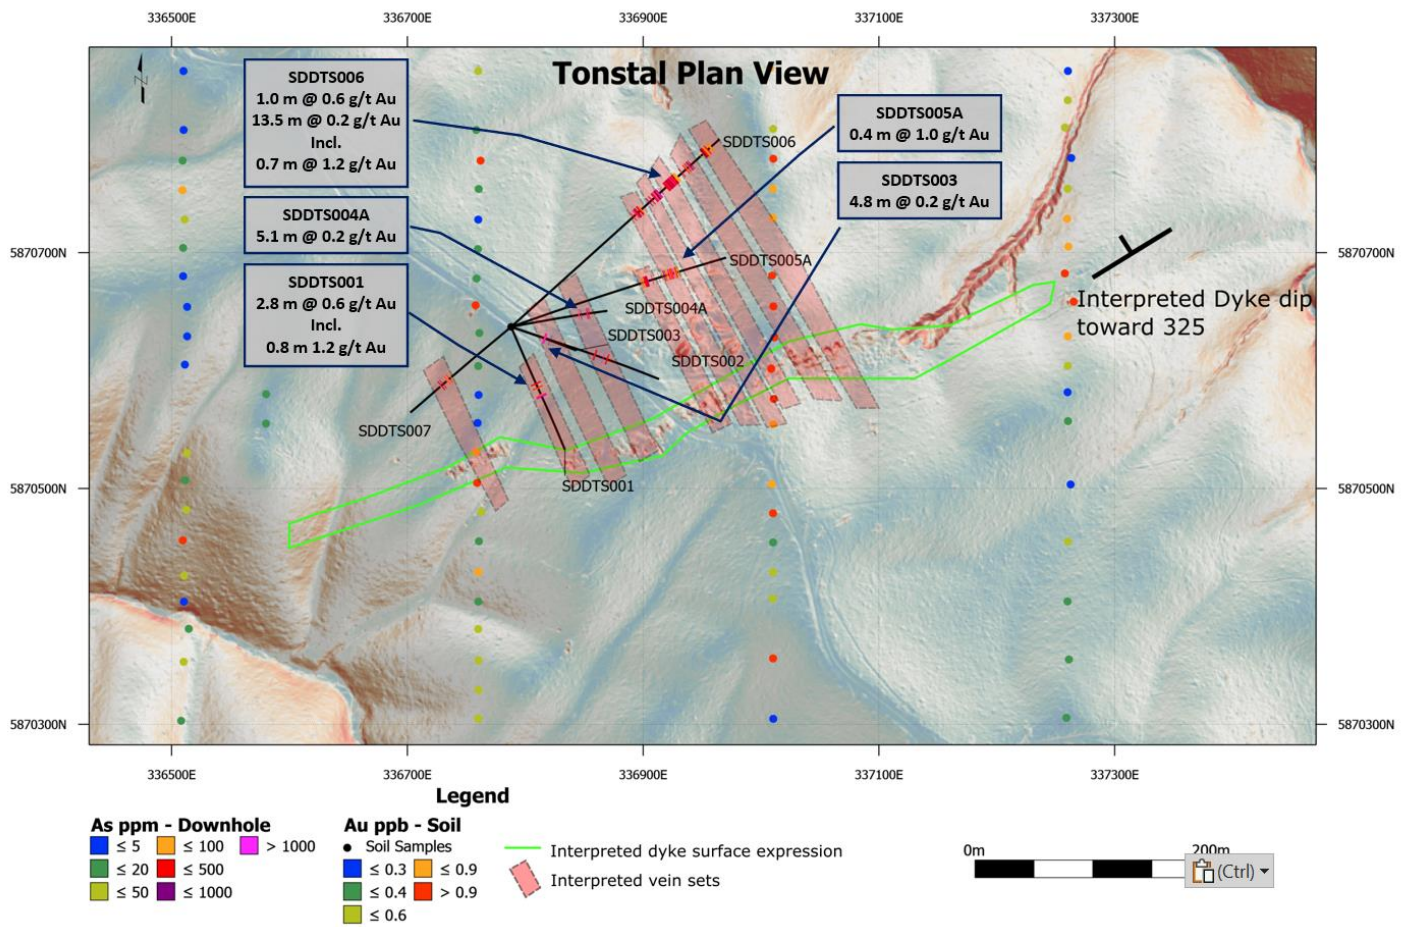 336500E
336700E
336900E
337100E
337300E
Tonstal Plan View
N
SDDTS006
1.0 m @ 0.6 g/t Au
13.5 m @ 0.2 g/t Au
Incl.
0.7 m @ 1.2 g/t Au
SDDTS004A
5.1 m @ 0.2 g/t Au
SDDTS001
2.8 m @ 0.6 g/t Au
Incl.
0.8 m 1.2 g/t Au
SDDTS005A
0.4 m @ 1.0 g/t Au
SDDTS003
4.8 m @ 0.2 g/t Au
SDDTS006
5870700N
5870700N
SDDTS005A
SDDTS004A
SDDTS003
SDDTS002
SDDTS007
SDDTS001
Interpreted Dyke dip
toward 325
5870500N
5870500N
5870300N
5870300N
336500E
336700E
336900E
337100E
337300E
Legend
As ppm - Downhole
≤ 5
≤ 100
> 1000
≤ 20
≤ 500
≤ 50
≤ 1000
Au ppb - Soil
Soil Samples
≤ 0.3
≤ 0.9
≤ 0.4
> 0.9
≤ 0.6
Interpreted dyke surface expression
Interpreted vein sets
0m
200m
(Ctrl)